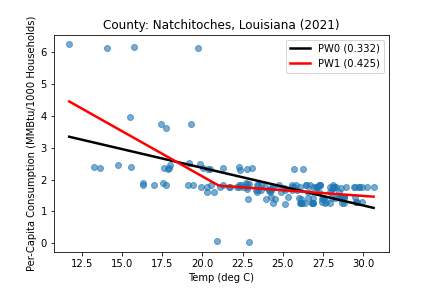 County: Natchitoches, Louisiana (2021)
Per-Capita Consumption (MMBtu/1000 Households)
6
5
4
3
2
1
0
PW0 (0.332)
PW1 (0.425)
12.5 15.0 17.5 20.0 22.5 25.0 27.5 30.0
Temp (deg C)